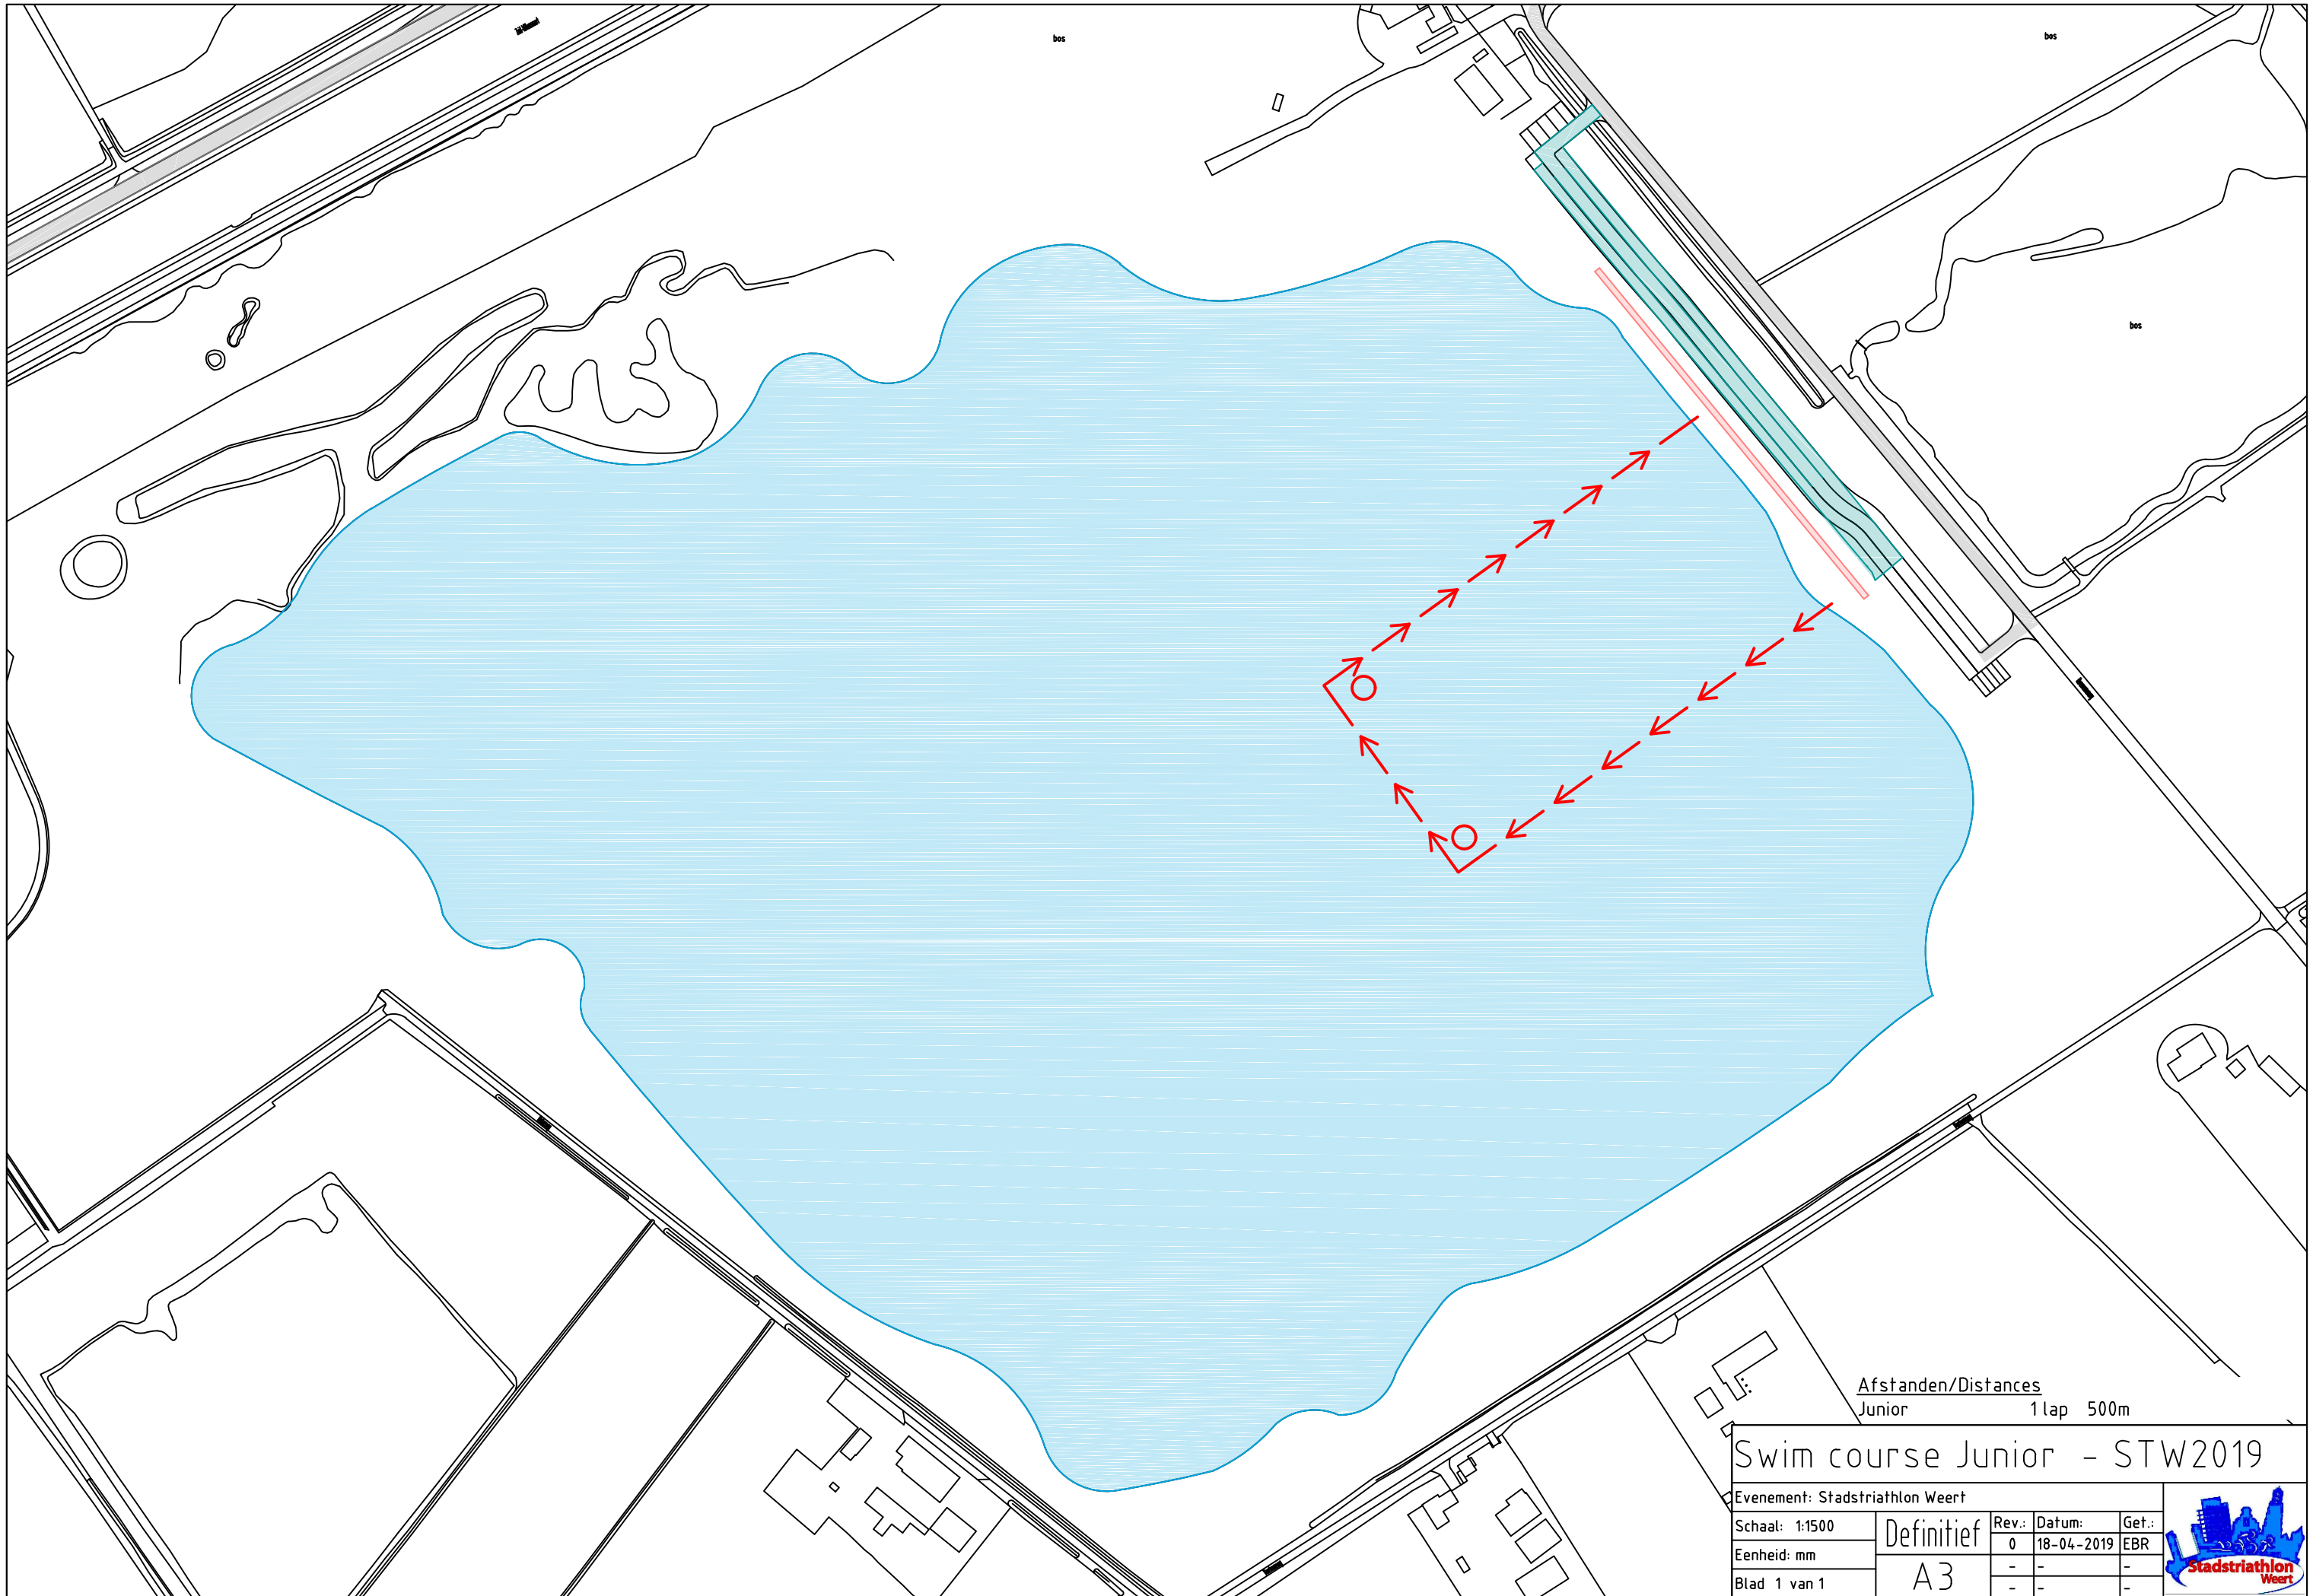 bos
bos
bos
Afstanden/Distances
Junior 1 lap 500m
Swim course Junior - STW2019
Evenement: Stadstriathlon Weert
Schaal: 1:1500
Eenheid: mm
Blad 1 van 1
Definitief
A3
Rev.: Datum: Get.:
0 18-04-2019 EBR
- - -
- - -
Stadstriathlon
Weert